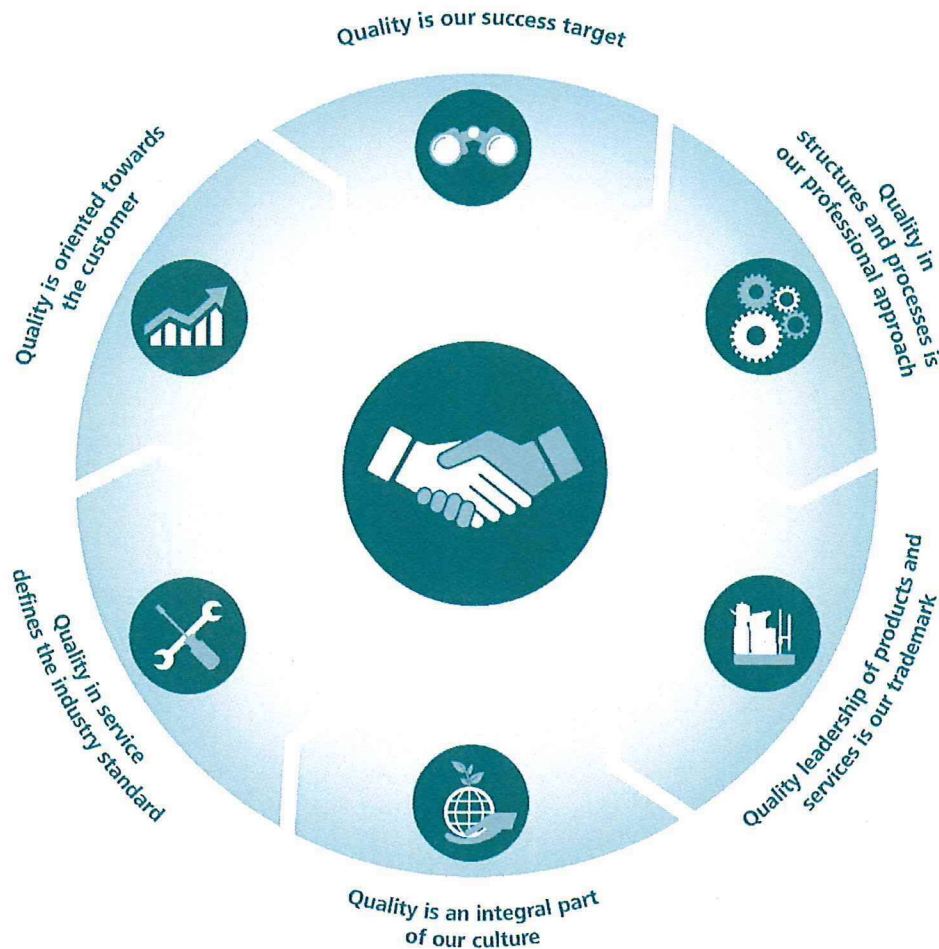 Quality is our success target
Quality in
structures and processes is
our professional approach
Quality leadership of products and
services is our trademark
Quality is an integral part
of our culture
Quality in service
defines the industry standard
Quality is oriented towards
the customer